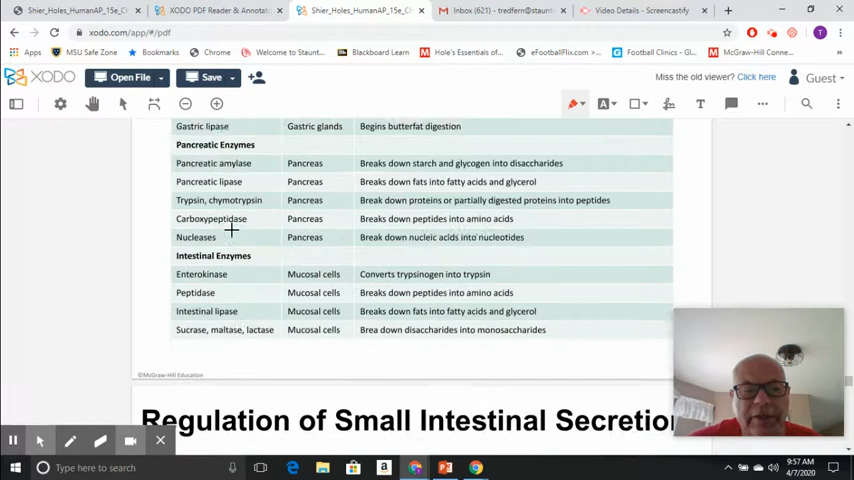 Shier_Holes_HumanAP_15e_Ch
XODO PDF Reader & Annotat
Shier_Holes_HumanAP_15e_Ch
Inbox (621) - tredfern@staunt
Video Details - Screencastify
xodo.com/app/#/pdf
T
Apps
MSU Safe Zone
Bookmarks
Chrome
Welcome to Staunt...
Blackboard Learn
Hole's Essentials of...
eFootballFlix.com >...
Football Clinics - Gl...
McGraw-Hill Conne...
XODO
Open File
Save
Miss the old viewer? Click here
Guest
Gastric lipase Gastric glands Begins butterfat digestion
Pancreatic Enzymes
Pancreatic amylase Pancreas Breaks down starch and glycogen into disaccharides
Pancreatic lipase Pancreas Breaks down fats into fatty acids and glycerol
Trypsin, chymotrypsin Pancreas Break down proteins or partially digested proteins into peptides
Carboxypeptidase Pancreas Breaks down peptides into amino acids
Nucleases Pancreas Break down nucleic acids into nucleotides
Intestinal Enzymes
Enterokinase Mucosal cells Converts trypsinogen into trypsin
Peptidase Mucosal cells Breaks down peptides into amino acids
Intestinal lipase Mucosal cells Breaks down fats into fatty acids and glycerol
Sucrase, maltase, lactase Mucosal cells Brea down disaccharides into monosaccharides
©McGraw-Hill Education
Regulation of Small Intestinal Secretion
Type here to search
9:57 AM
4/7/2020